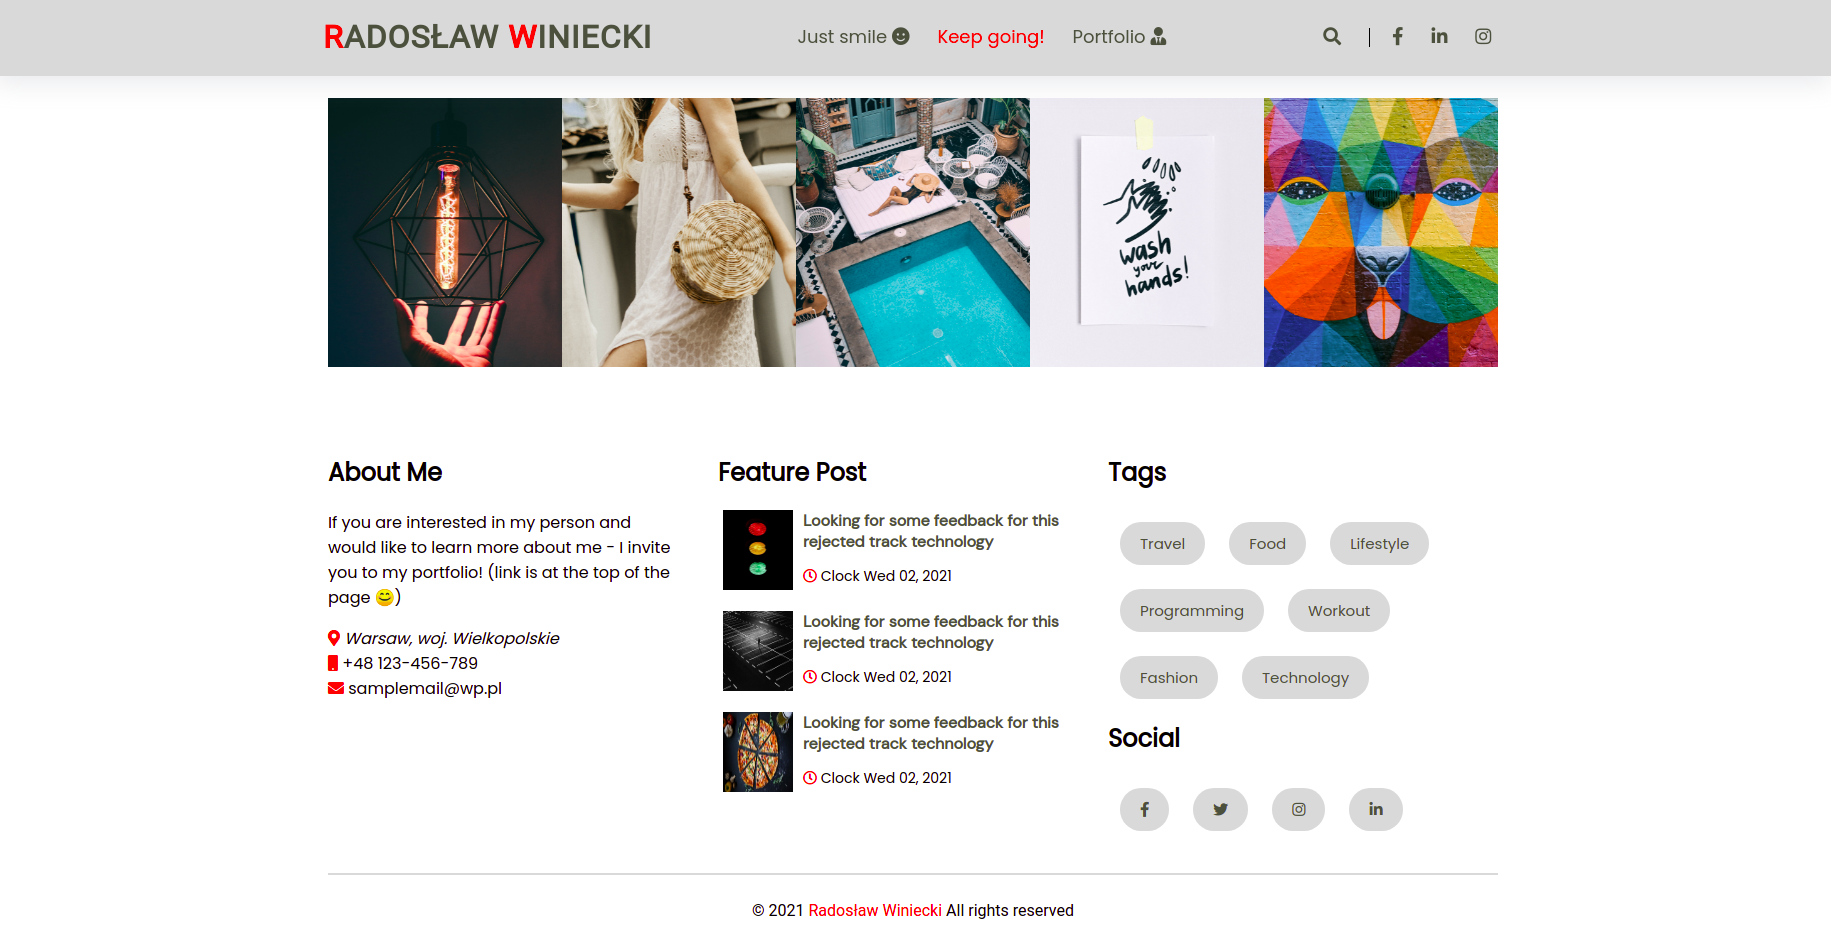 RADOSŁAW WINIECKI
Just smile
Keep going!
Portfolio
wash
your
hands!
About Me
If you are interested in my person and
would like to learn more about me - I invite
you to my portfolio! (link is at the top of the
page 😊)
Warsaw, woj. Wielkopolskie
+48 123-456-789
samplemail@wp.pl
Feature Post
Looking for some feedback for this
rejected track technology
Clock Wed 02, 2021
Looking for some feedback for this
rejected track technology
Clock Wed 02, 2021
Looking for some feedback for this
rejected track technology
Clock Wed 02, 2021
Tags
Travel
Food
Lifestyle
Programming
Workout
Fashion
Technology
Social
© 2021 Radosław Winiecki All rights reserved